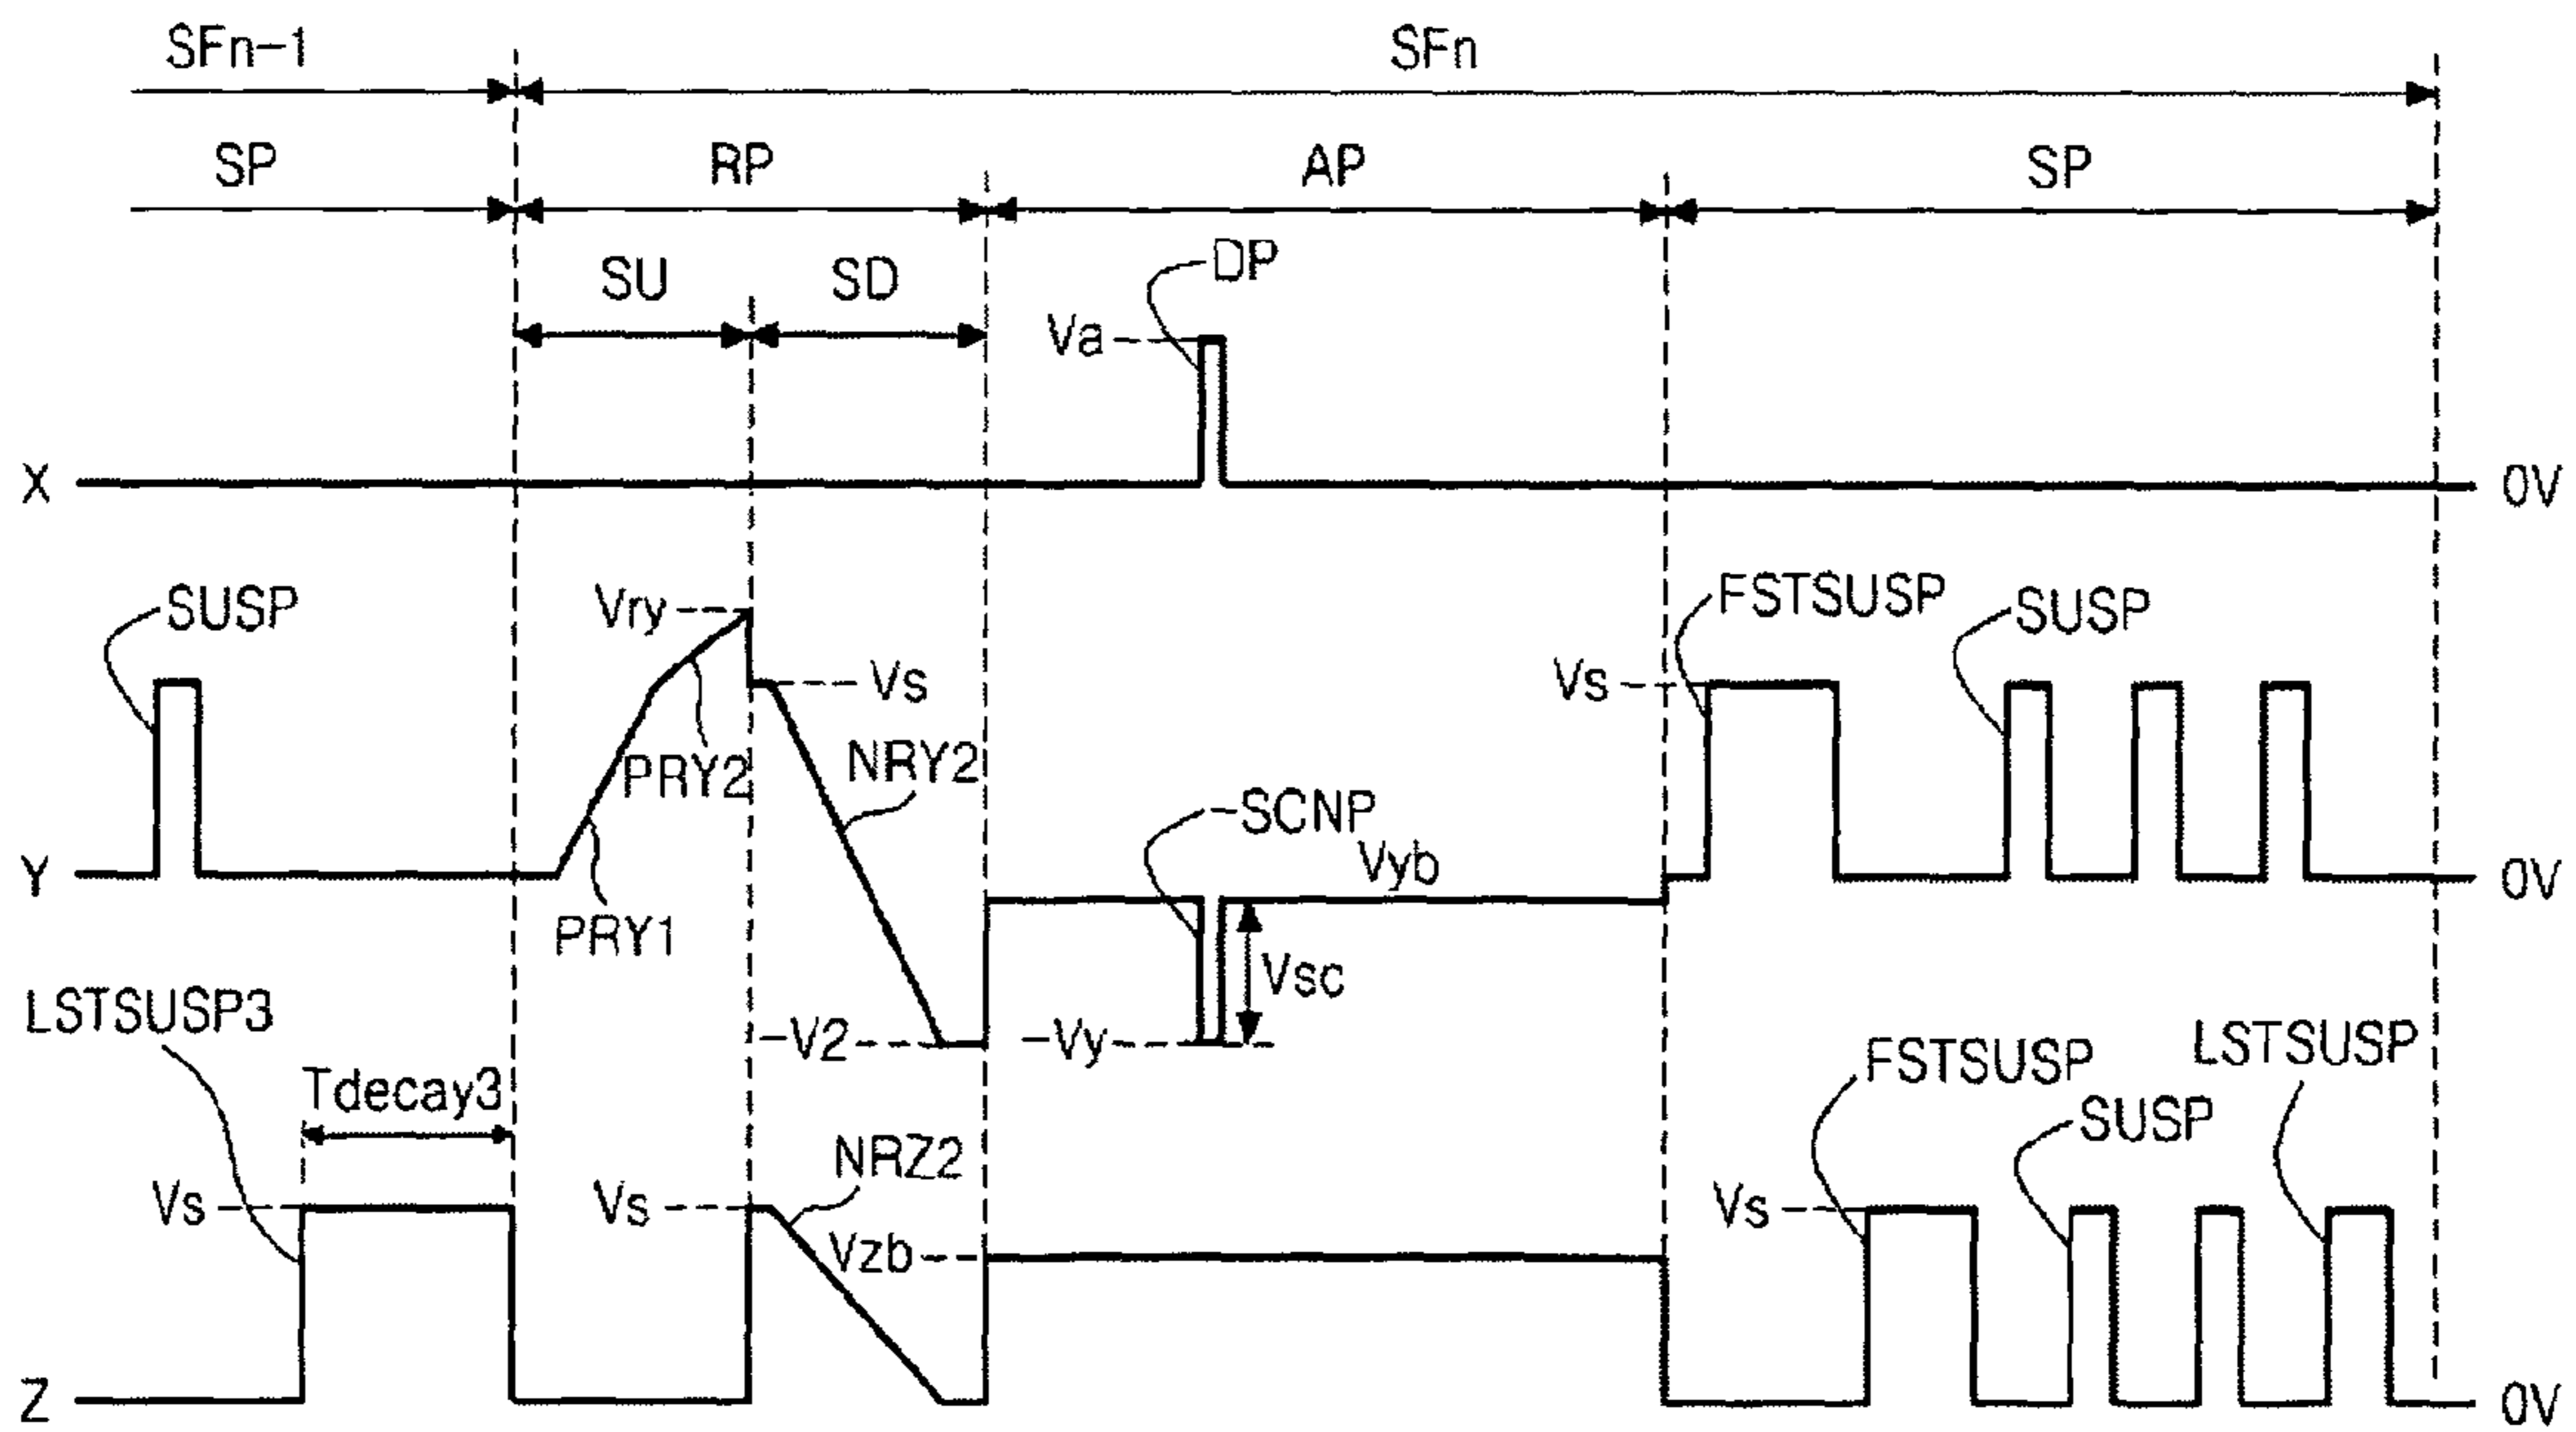 SFn-1 SFn
SP RP AP SP
SU SD DP
Va
X 0V
SUSP Vry FSTSUSP SUSP
Vs Vs
PRY2 NRY2
-SCNP Vyb
Y 0V
PRY1
Vsc
LSTSUSP3 -V2 -Vy
FSTSUSP LSTSUSP
Tdecay3 SUSP
NRZ2
Vs Vs Vs
Vzb
Z 0V